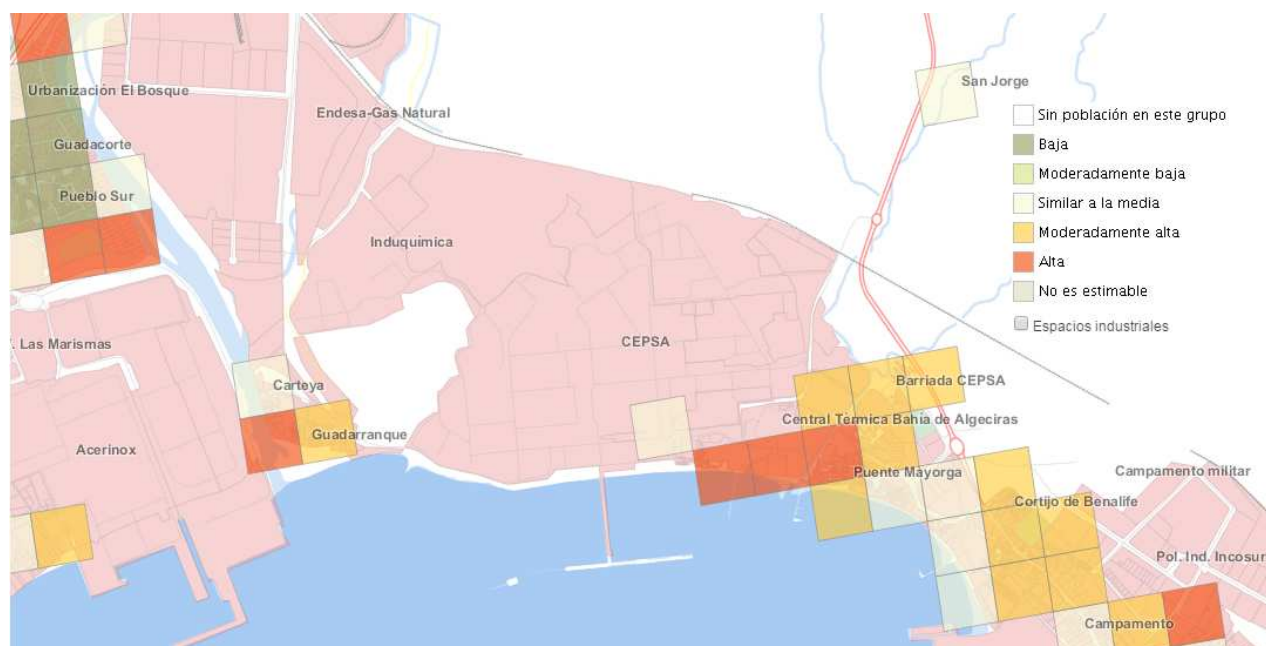 Urbanización El Bosque
Guadacorte
Pueblo Sur
Endesa-Gas Natural
Induquimica
San Jorge
Sin población en este grupo
Baja
Moderadamente baja
Similar a la media
Moderadamente alta
Alta
No es estimable
Espacios industriales
. Las Marismas
CEPSA
Carteya
Barriada CEPSA
Central Térmica Bahía de Algeciras
Guadarranque
Acerinox
Puente Mayorga
Campamento militar
Cortijo de Benalife
Pol. Ind. Incosur
Campamento